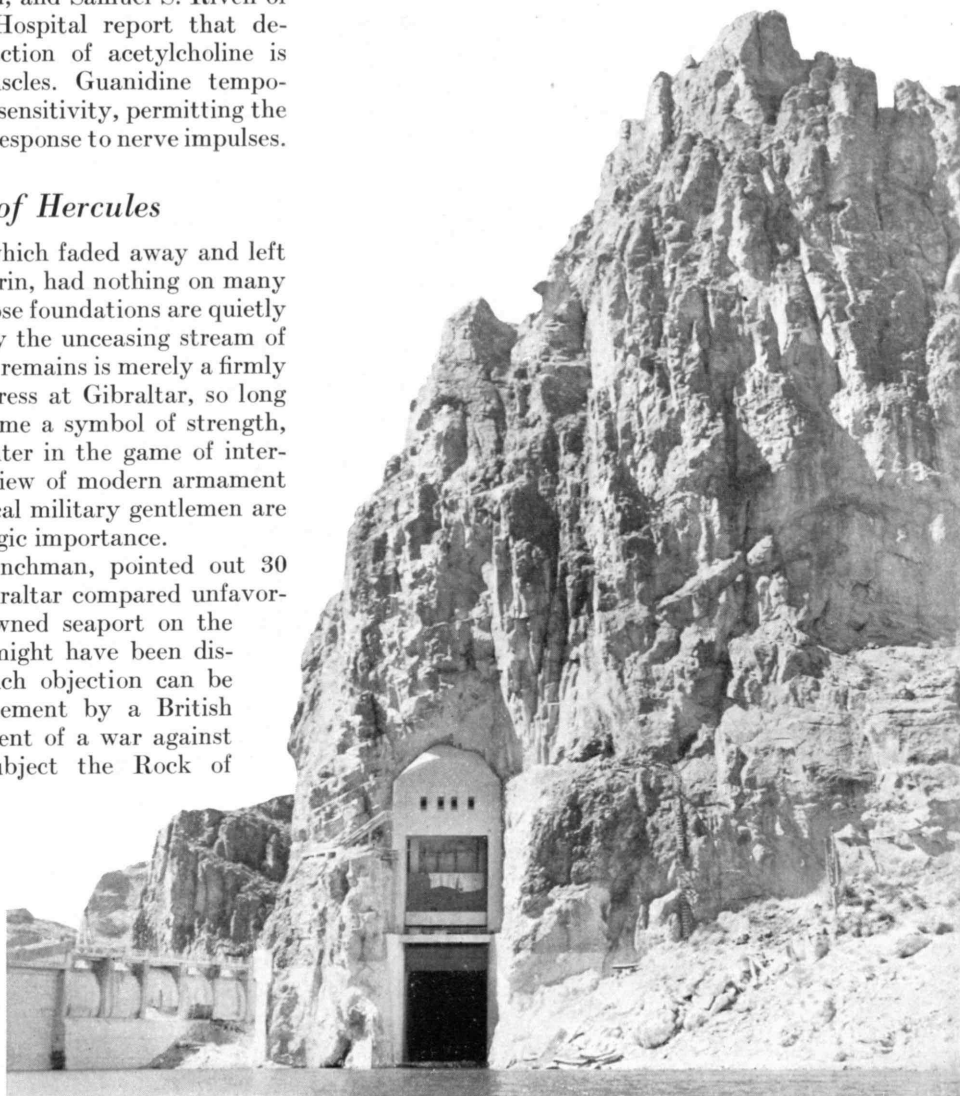 , and Samuel S. Riven of
Hospital report that de-
ction of acetylcholine is
scles. Guanidine tempo-
sensitivity, permitting the
esponse to nerve impulses.
of Hercules
which faded away and left
rin, had nothing on many
ose foundations are quietly
y the unceasing stream of
remains is merely a firmly
ress at Gibraltar, so long
me a symbol of strength,
ter in the game of inter-
iew of modern armament
cal military gentlemen are
gic importance.
nchman, pointed out 30
raltar compared unfavor-
wned seaport on the
might have been dis-
ch objection can be
ement by a British
ent of a war against
bject the Rock of